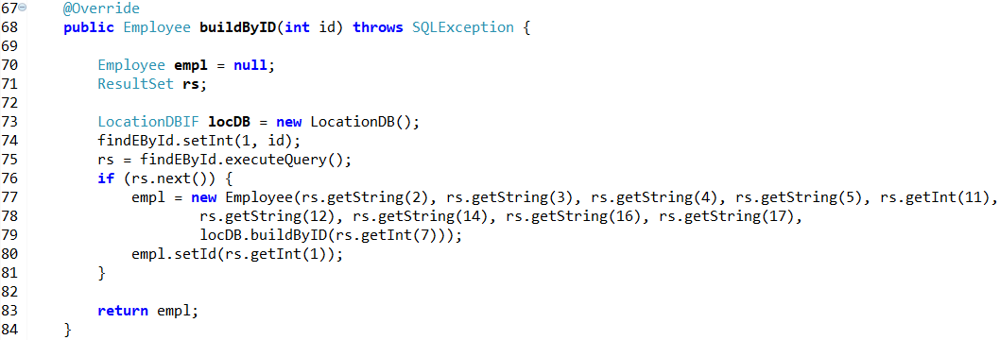 67 @Override
68 public Employee buildByID(int id) throws SQLException {
69
70 Employee empl = null;
71 ResultSet rs;
72
73 LocationDBIF locDB = new LocationDB();
74 findEById.setInt(1, id);
75 rs = findEById.executeQuery();
76 if (rs.next()) {
77 empl = new Employee(rs.getString(2), rs.getString(3), rs.getString(4), rs.getString(5), rs.getInt(11),
78 rs.getString(12), rs.getString(14), rs.getString(16), rs.getString(17),
79 locDB.buildByID(rs.getInt(7)));
80 empl.setId(rs.getInt(1));
81 }
82
83 return empl;
84 }